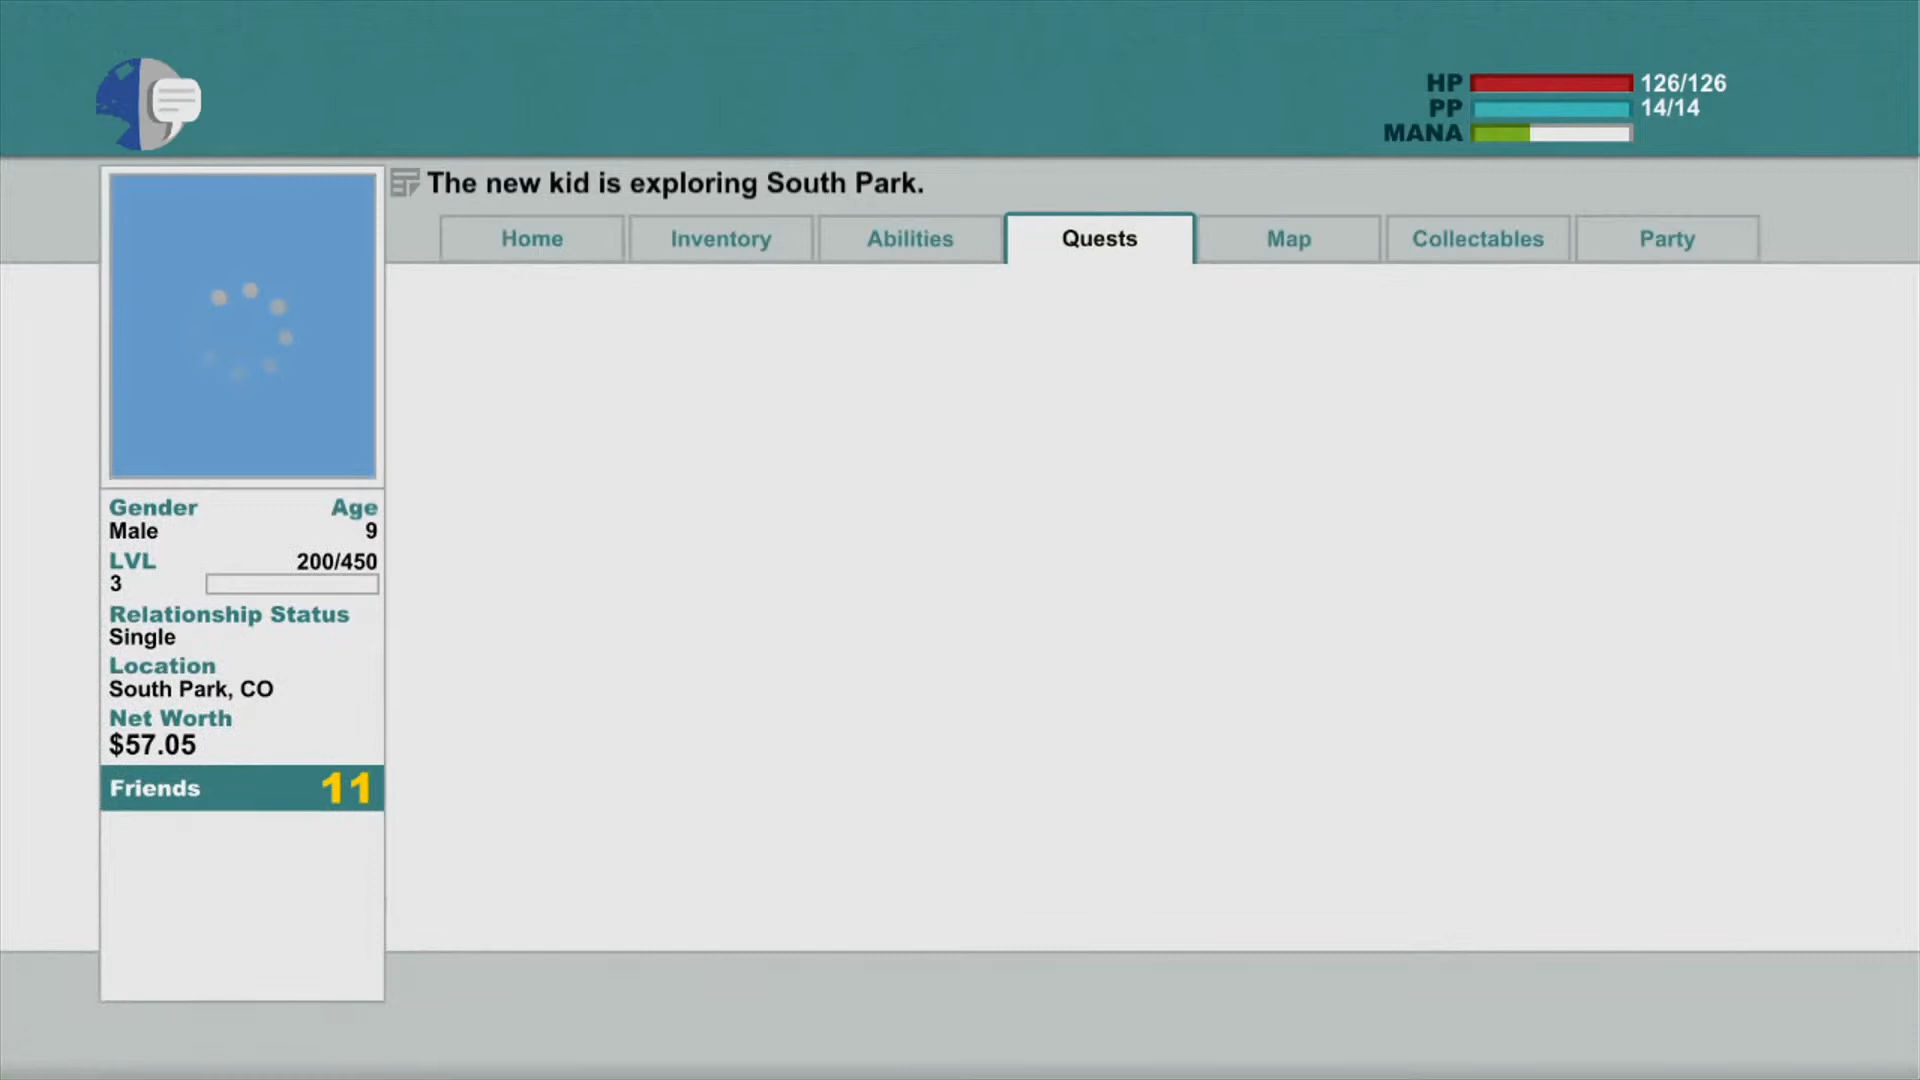 HP 126/126
PP 14/14
MANA
The new kid is exploring South Park.
Home Inventory Abilities Quests Map Collectables Party
Gender Age
Male 9
LVL 200/450
3
Relationship Status
Single
Location
South Park, CO
Net Worth
$57.05
Friends 11